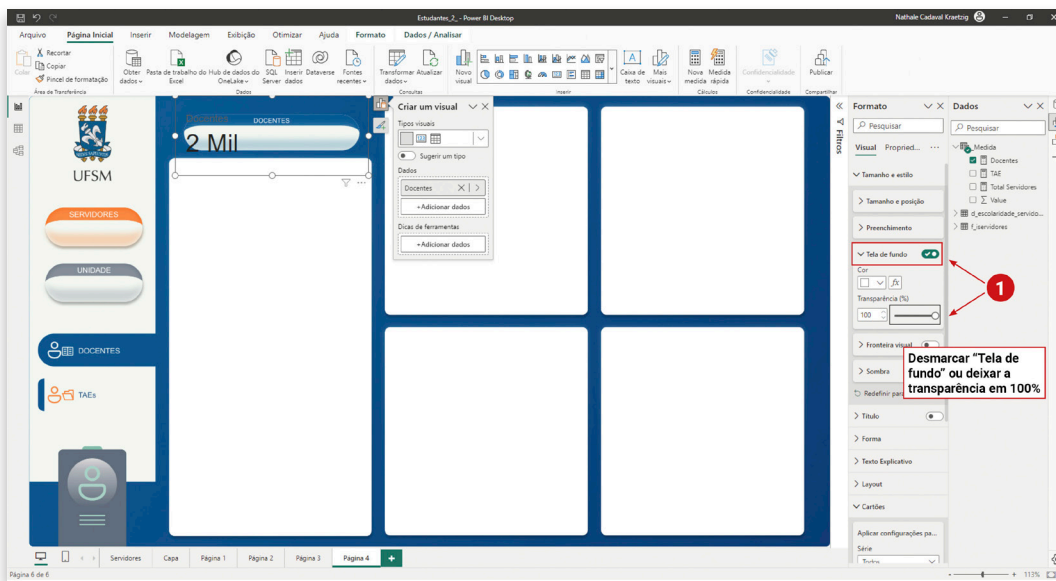 Estudantes_2_ - Power BI Desktop
Nathale Cadaval Kraetzig
Arquivo Página Inicial Inserir Modelagem Exibição Otimizar Ajuda Formato Dados / Analisar
Colar
Recortar
Copiar
Pincel de formatação
Obter dados
Pasta de trabalho do Excel
Hub de dados do OneLake
SQL Server
Inserir dados
Dataverse
Fontes recentes
Transformar dados
Atualizar
Novo visual
Caixa de texto
Mais visuais
Nova medida
Medida rápida
Confidencialidade
Publicar
Área de Transferência
Dados
Consultas
Inserir
Cálculos
Confidencialidade
Compartilhar
UFSM
SERVIDORES
UNIDADE
DOCENTES
TAEs
Docentes
DOCENTES
2 Mil
Criar um visual
Tipos visuais
Sugerir um tipo
Dados
Docentes
+Adicionar dados
Dicas de ferramentas
+Adicionar dados
Filtros
Formato
Pesquisar
Visual Propried... ...
Tamanho e estilo
Tamanho e posição
Preenchimento
Tela de fundo
Cor
fx
Transparência (%)
100
Fronteira visual
Sombra
Redefinir para
Título
Forma
Texto Explicativo
Layout
Cartões
Aplicar configurações pa...
Série
Todos
Dados
Pesquisar
_Medida
Docentes
TAE
Total Servidores
Value
d_escolaridade_servido...
f_servidores
1
Desmarcar “Tela de
fundo” ou deixar a
transparência em 100%
Servidores Capa Página 1 Página 2 Página 3 Página 4 +
Página 6 de 6
- + 113%